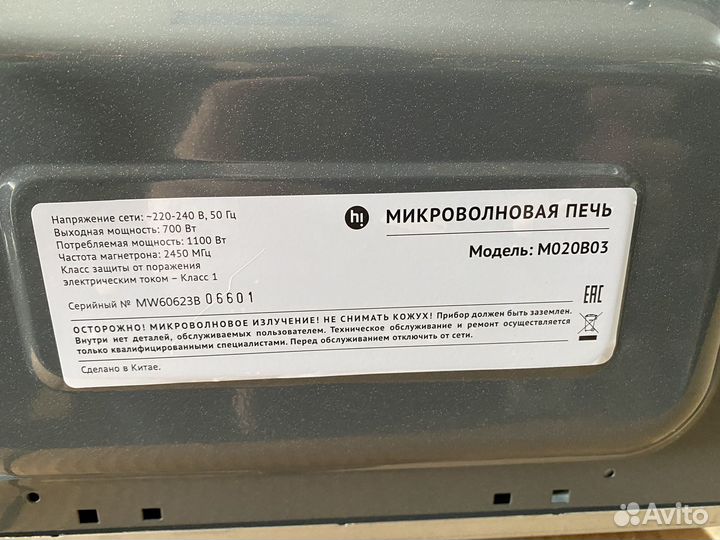 Напряжение сети: ~220-240 В, 50 Гц
Выходная мощность: 700 Вт
Потребляемая мощность: 1100 Вт
Частота магнетрона: 2450 МГц
Класс защиты от поражения
электрическим током – Класс 1
Серийный № MW60623B 06601
h! МИКРОВОЛНОВАЯ ПЕЧЬ
Модель: M020B03
EAC
ОСТОРОЖНО! МИКРОВОЛНОВОЕ ИЗЛУЧЕНИЕ! НЕ СНИМАТЬ КОЖУХ! Прибор должен быть заземлен.
Внутри нет деталей, обслуживаемых пользователем. Техническое обслуживание и ремонт осуществляется
только квалифицированными специалистами. Перед обслуживанием отключить от сети.
Сделано в Китае.
Avito